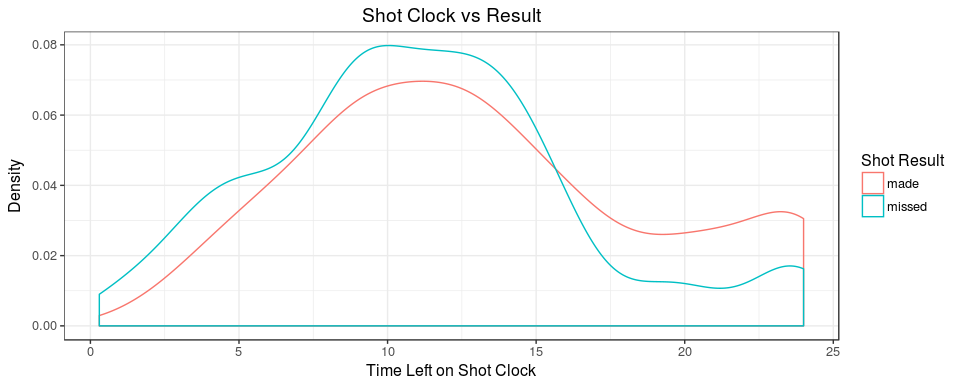 Shot Clock vs Result
Density
0.08
0.06
0.04
0.02
0.00
0
5
10
15
20
25
Time Left on Shot Clock
Shot Result
made
missed